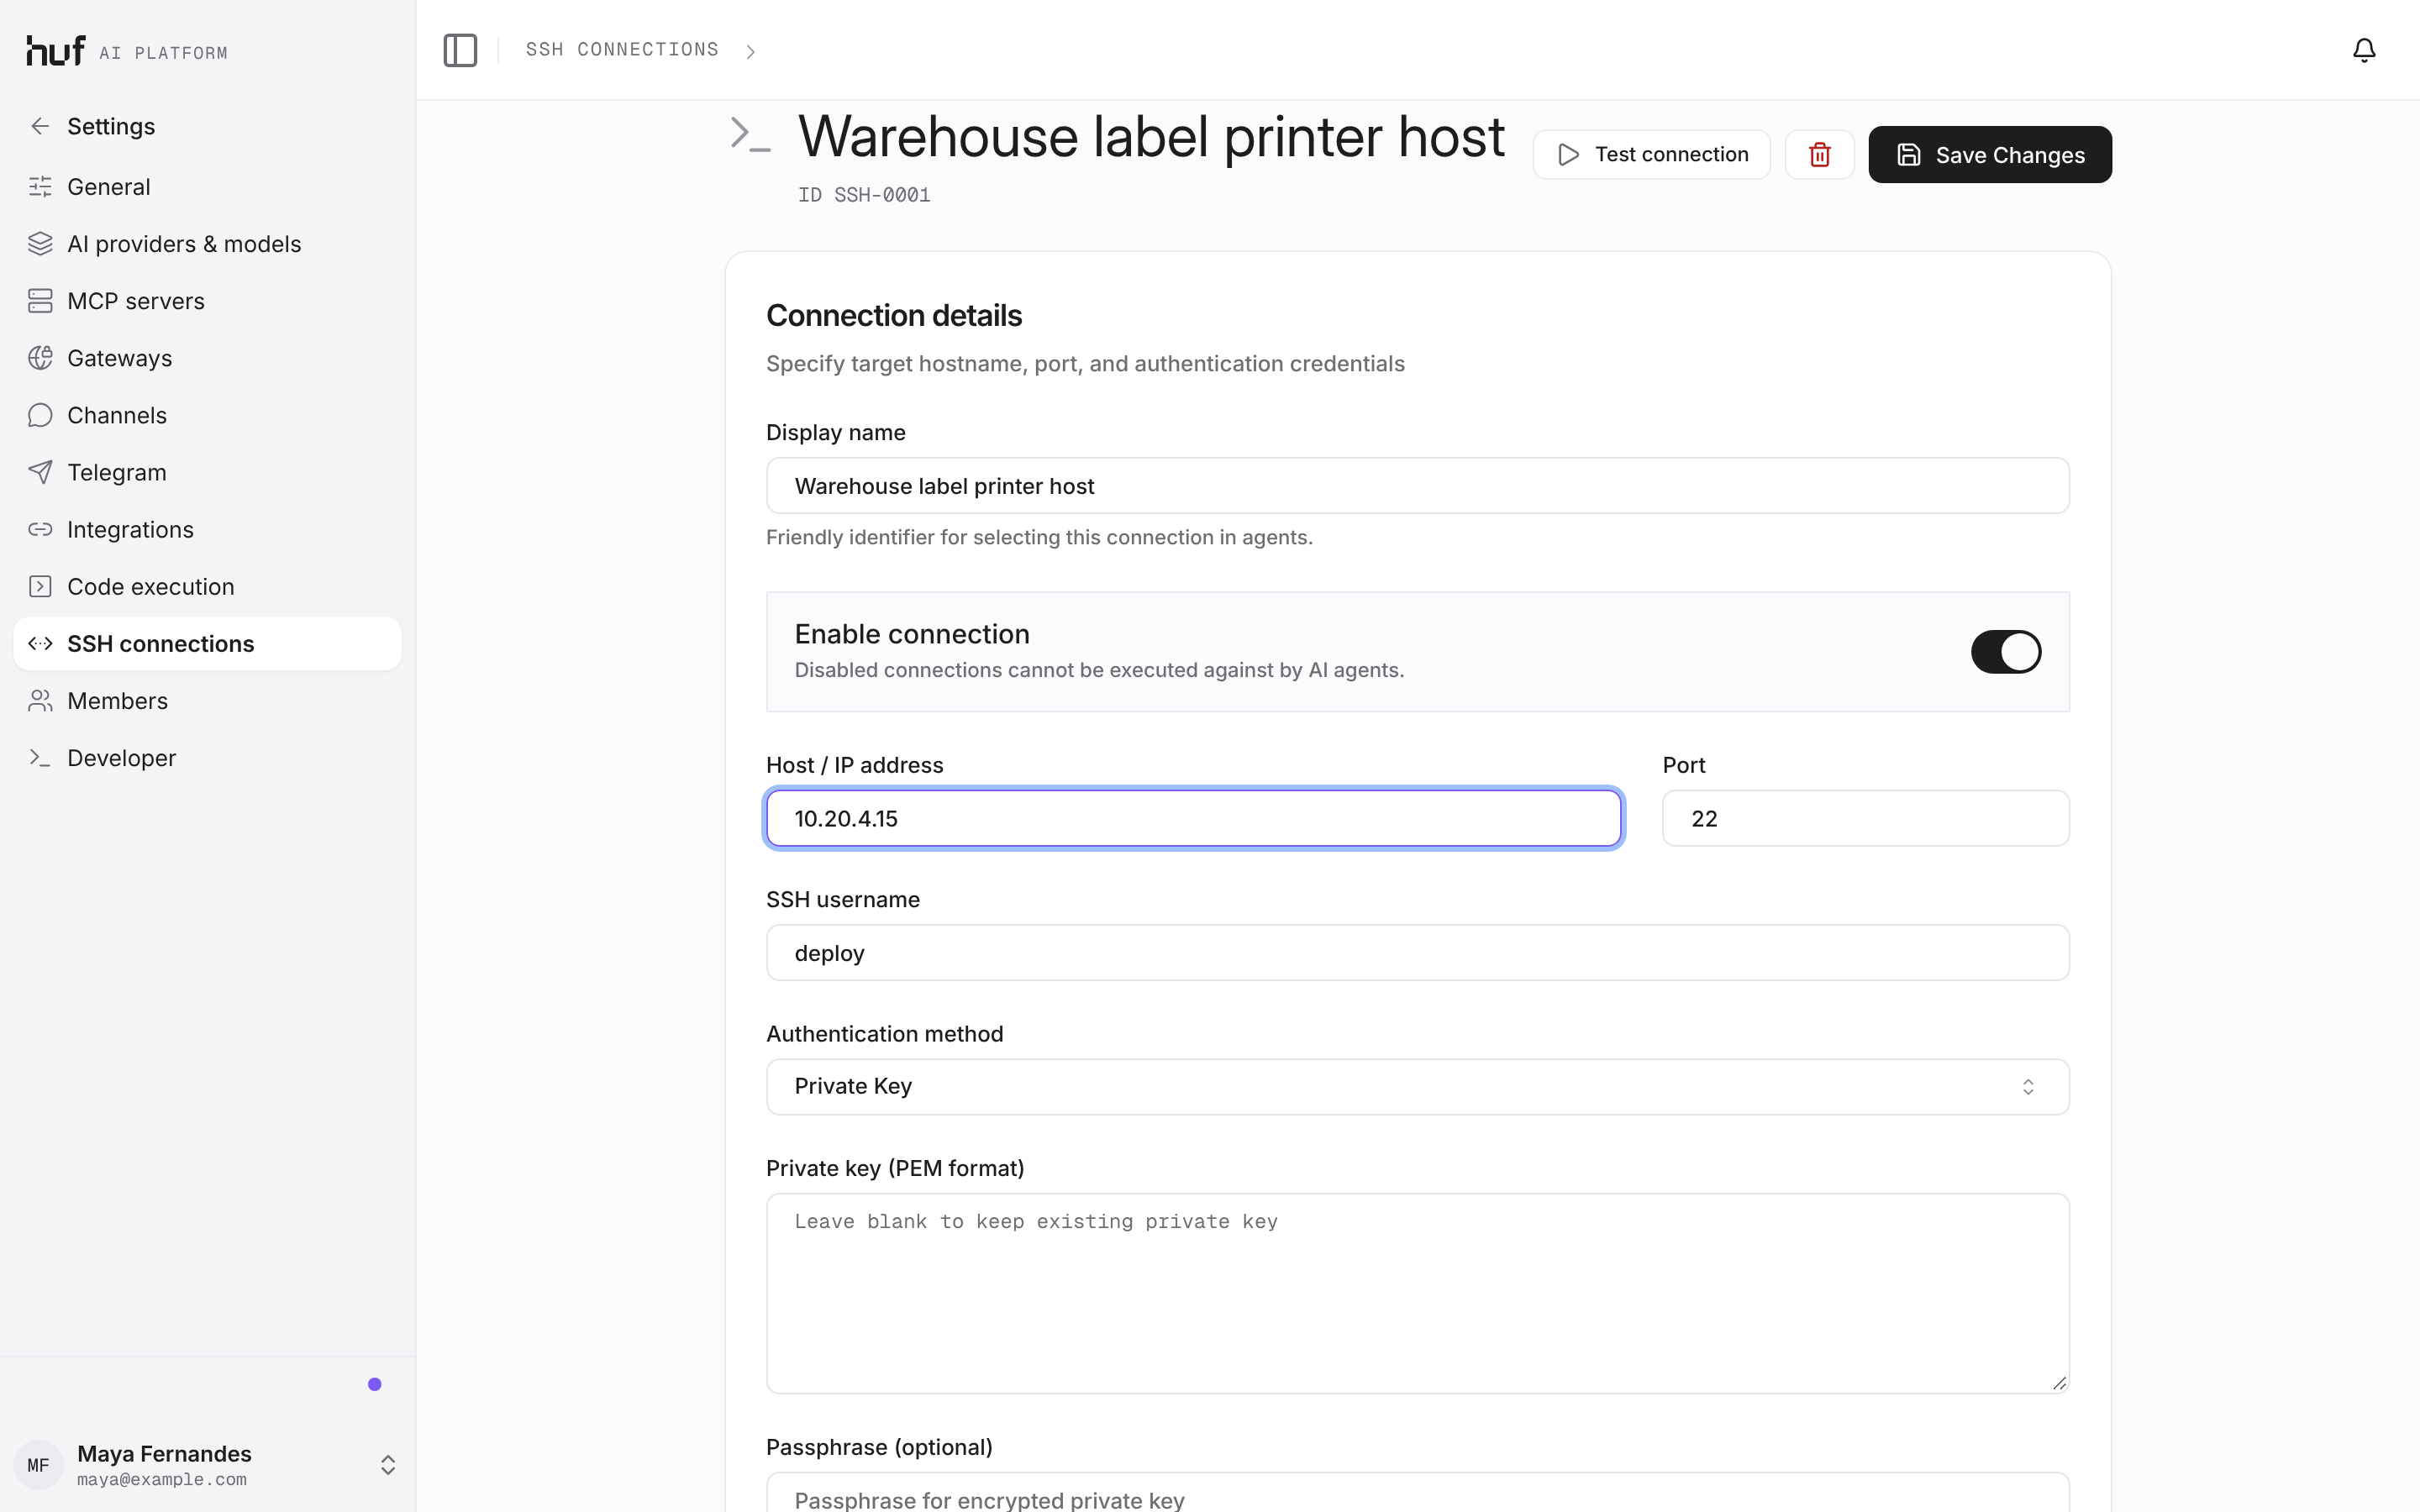 huf AI PLATFORM
Settings
General
AI providers & models
MCP servers
Gateways
Channels
Telegram
Integrations
Code execution
SSH connections
Members
Developer
MF
Maya Fernandes
maya@example.com
SSH CONNECTIONS
Warehouse label printer host
ID SSH-0001
Test connection
Save Changes
Connection details
Specify target hostname, port, and authentication credentials
Display name
Warehouse label printer host
Friendly identifier for selecting this connection in agents.
Enable connection
Disabled connections cannot be executed against by AI agents.
Host / IP address
10.20.4.15
Port
22
SSH username
deploy
Authentication method
Private Key
Private key (PEM format)
Leave blank to keep existing private key
Passphrase (optional)
Passphrase for encrypted private key